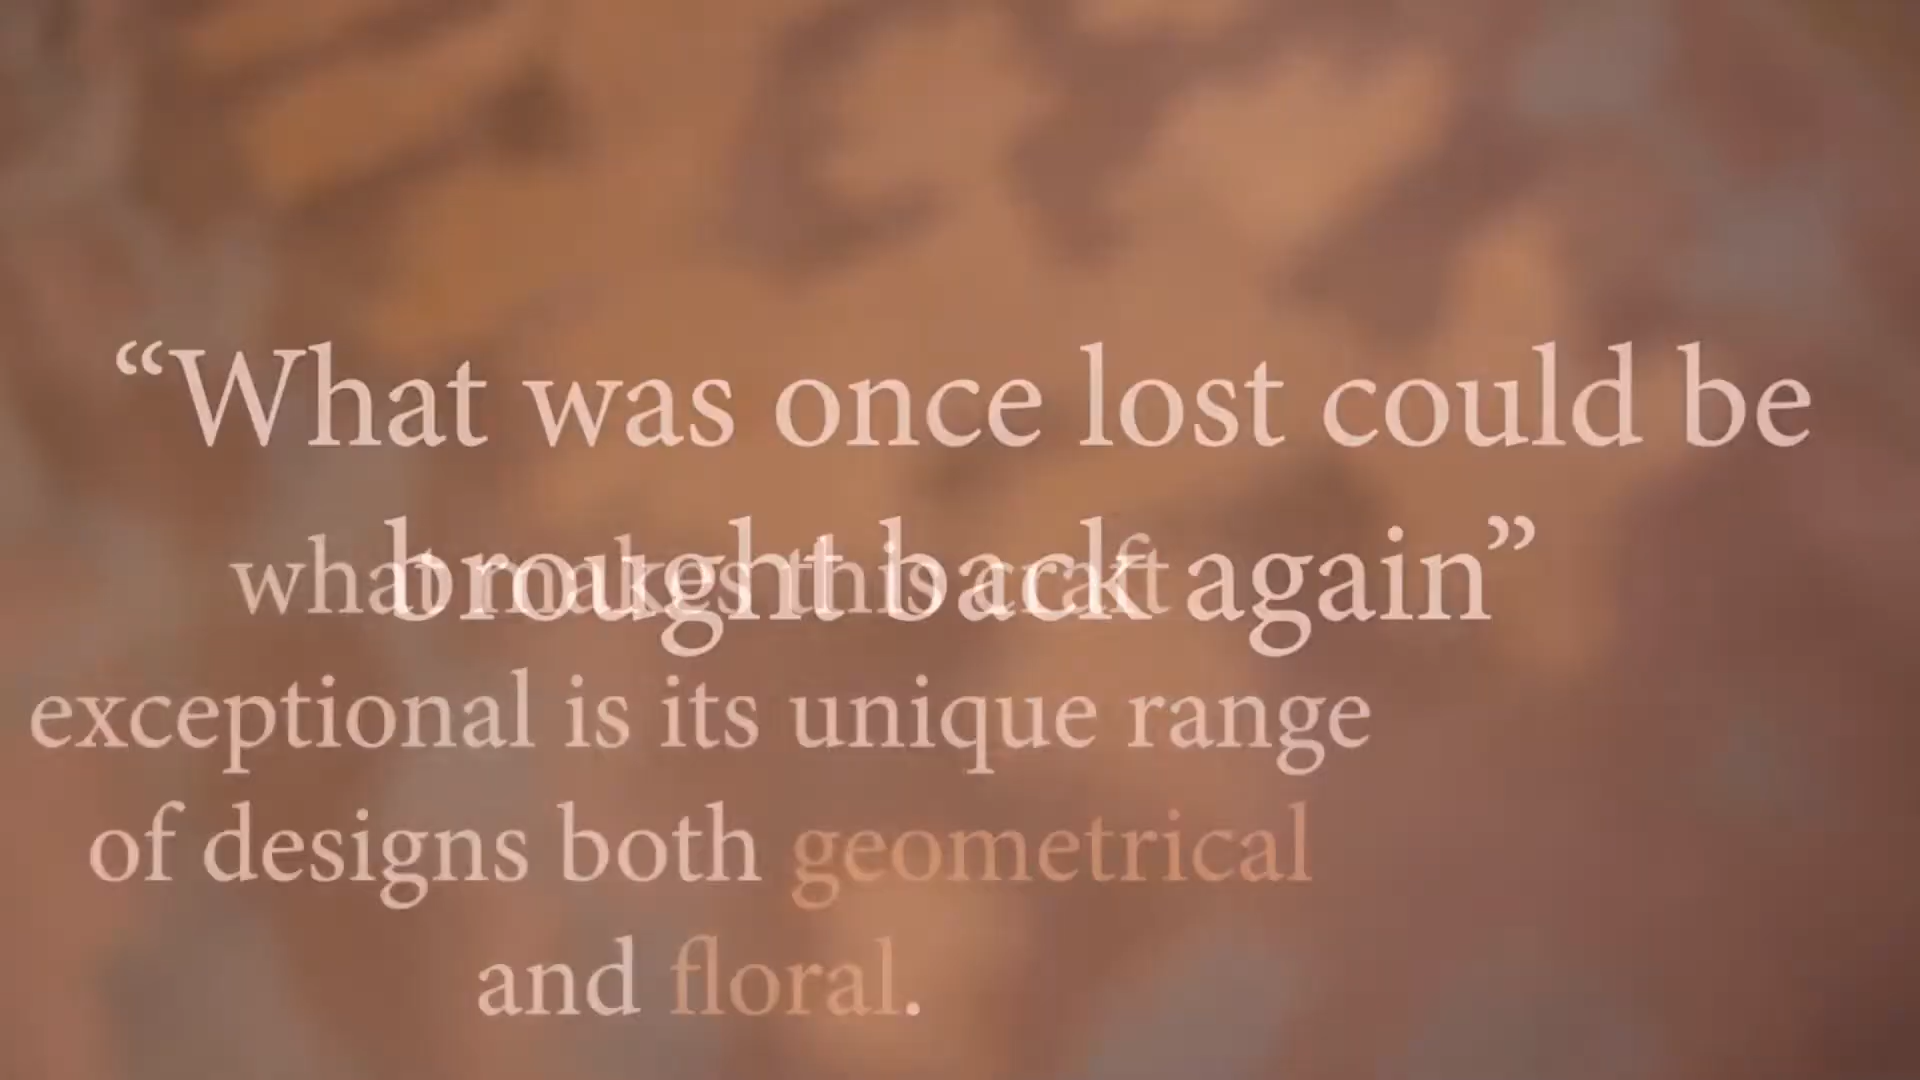 “What was once lost could be
brought back again”
what makes this craft
exceptional is its unique range
of designs both geometrical
and floral.